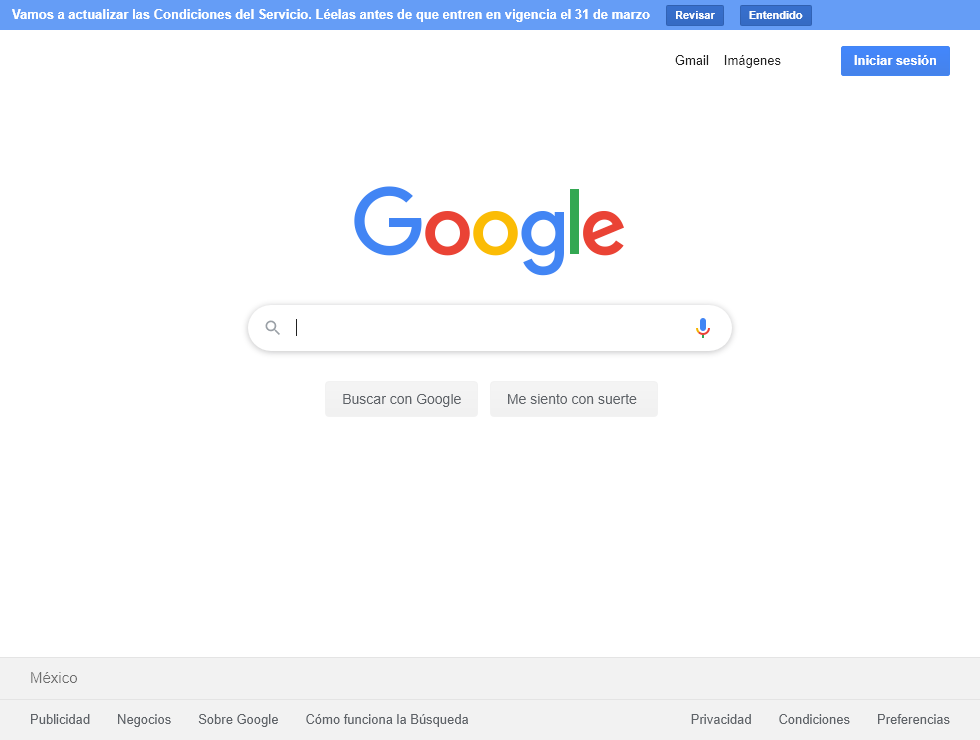 Vamos a actualizar las Condiciones del Servicio. Léelas antes de que entren en vigencia el 31 de marzo Revisar Entendido
Gmail Imágenes Iniciar sesión
Google
Buscar con Google Me siento con suerte
México
Publicidad Negocios Sobre Google Cómo funciona la Búsqueda Privacidad Condiciones Preferencias